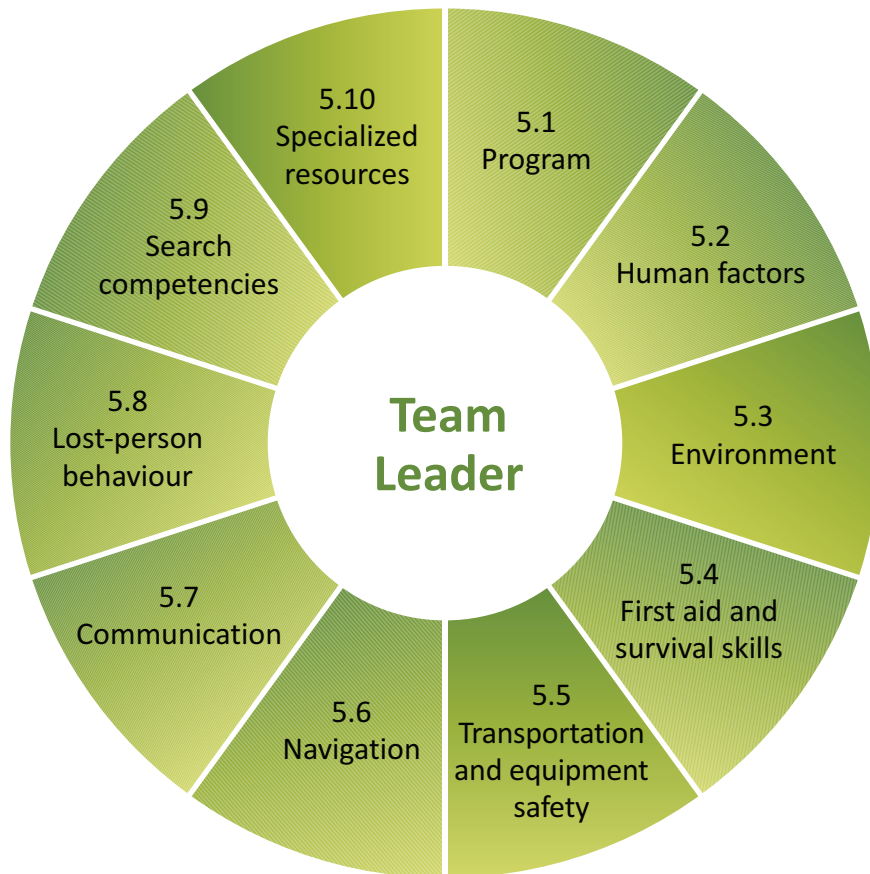 5.10
Specialized
resources
5.1
Program
5.2
Human factors
5.3
Environment
5.4
First aid and
survival skills
5.5
Transportation
and equipment
safety
5.6
Navigation
5.7
Communication
5.8
Lost-person
behaviour
5.9
Search
competencies
Team
Leader